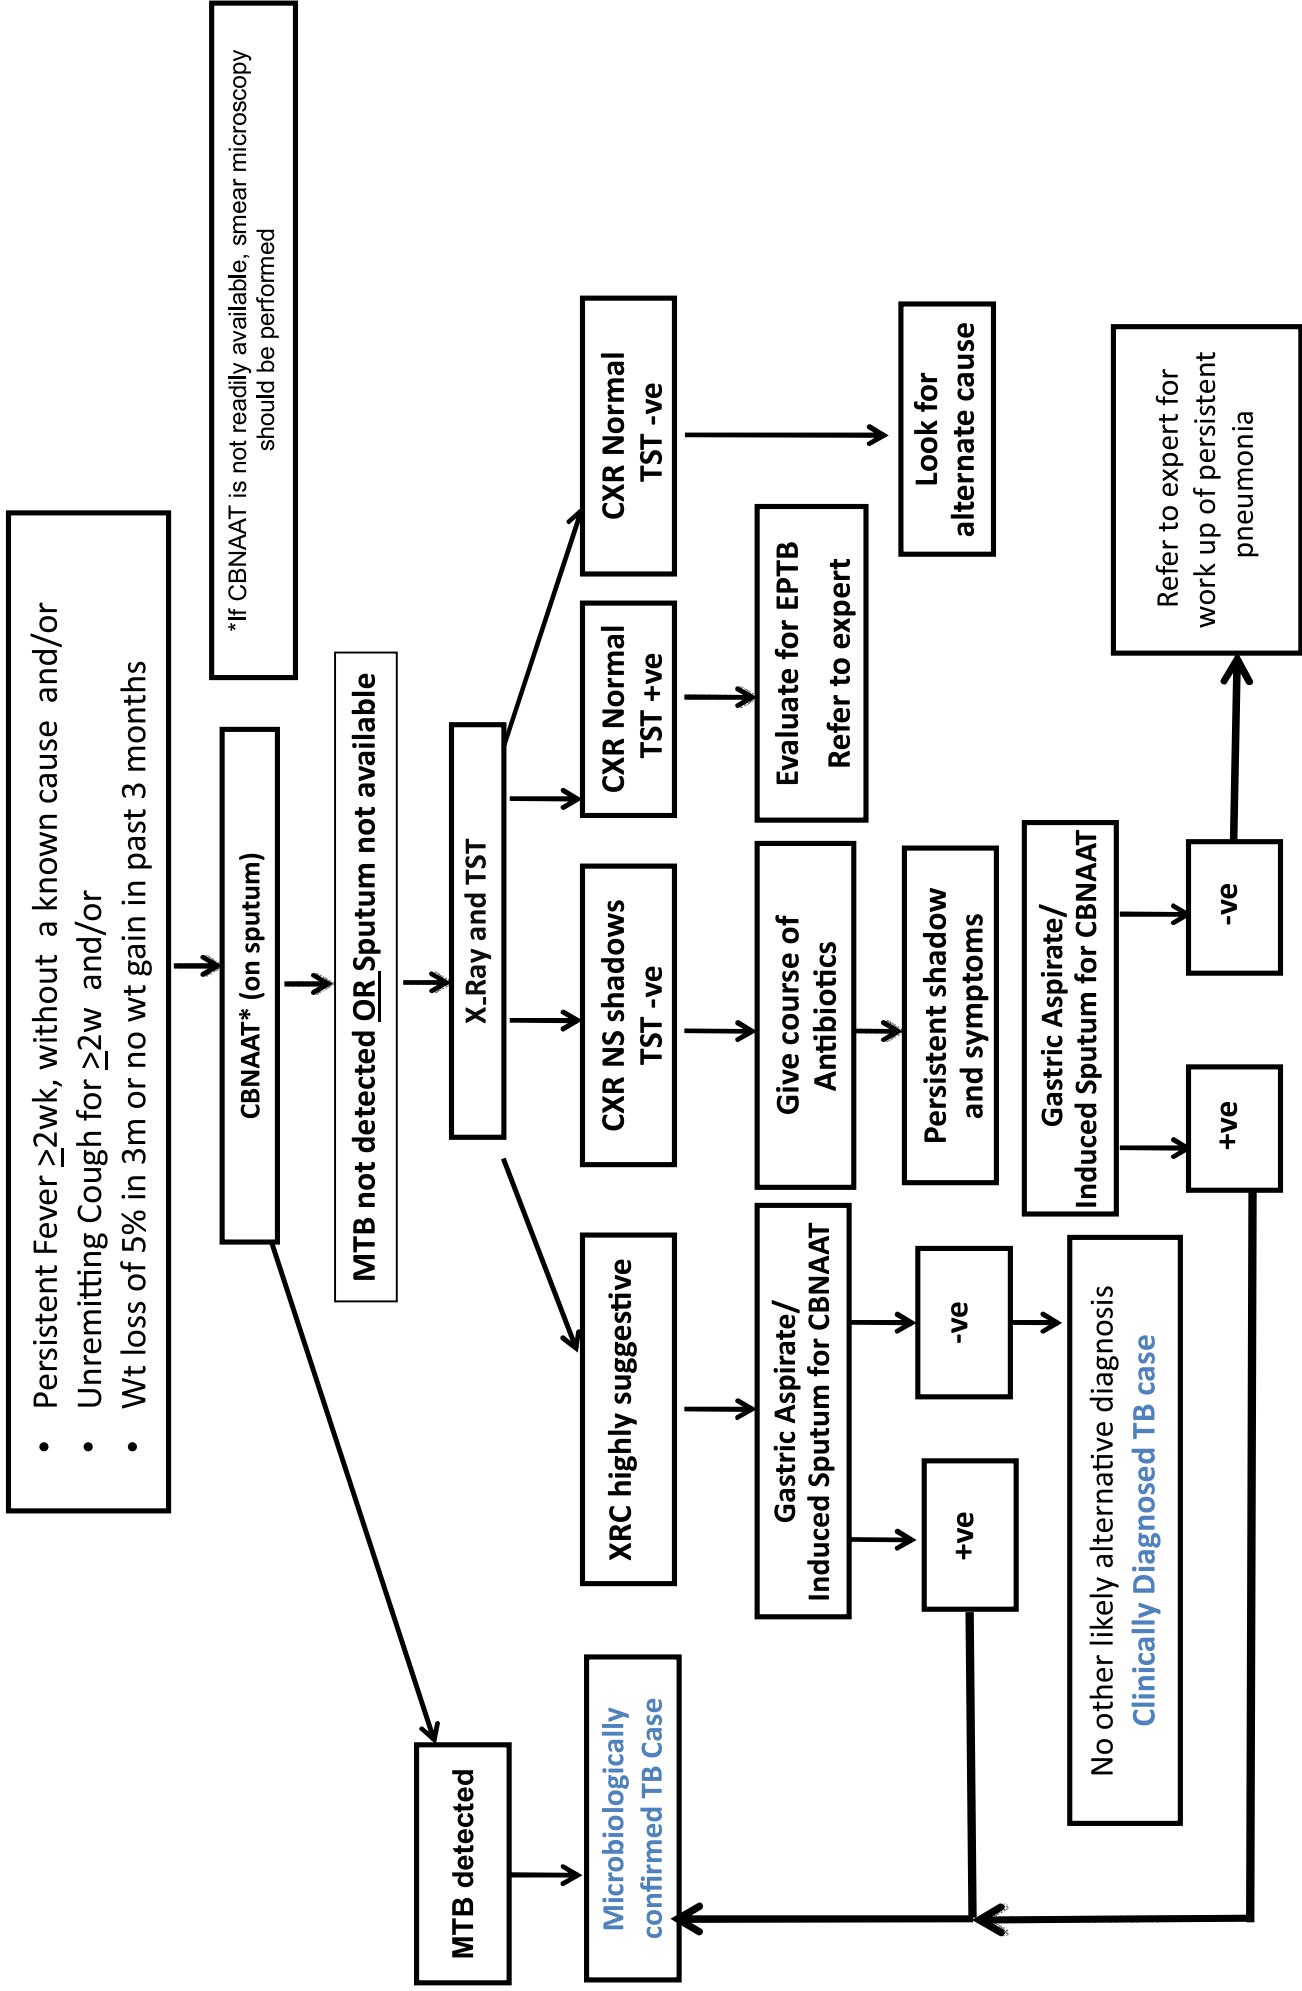 • Persistent Fever >2wk, without a known cause and/or
• Unremitting Cough for >2w and/or
• Wt loss of 5% in 3m or no wt gain in past 3 months
*If CBNAAT is not readily available, smear microscopy
should be performed
CBNAAT* (on sputum)
MTB not detected OR Sputum not available
MTB detected
X-Ray and TST
Microbiologically
confirmed TB Case
XRC highly suggestive
CXR NS shadows
TST -ve
CXR Normal
TST +ve
CXR Normal
TST -ve
Gastric Aspirate/
Induced Sputum for CBNAAT
Give course of
Antibiotics
Evaluate for EPTB
Refer to expert
+ve
-ve
Persistent shadow
and symptoms
Look for
alternate cause
No other likely alternative diagnosis
Clinically Diagnosed TB case
Gastric Aspirate/
Induced Sputum for CBNAAT
+ve
-ve
Refer to expert for
work up of persistent
pneumonia